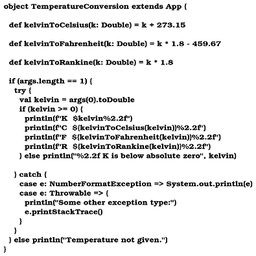 object TemperatureConversion extends App {
def kelvinToCelsius(k: Double) = k + 273.15
def kelvinToFahrenheit(k: Double) = k * 1.8 - 459.67
def kelvinToRankine(k: Double) = k * 1.8
if (args.length == 1) {
try {
val kelvin = args(0).toDouble
if (kelvin >= 0) {
println(f"K $kelvin%2.2f")
println(f"C ${kelvinToCelsius(kelvin)}%2.2f")
println(f"F ${kelvinToFahrenheit(kelvin)}%2.2f")
println(f"R ${kelvinToRankine(kelvin)}%2.2f")
} else println("%2.2f K is below absolute zero", kelvin)
} catch {
case e: NumberFormatException => System.out.println(e)
case e: Throwable => {
println("Some other exception type:")
e.printStackTrace()
}
}
} else println("Temperature not given.")
}